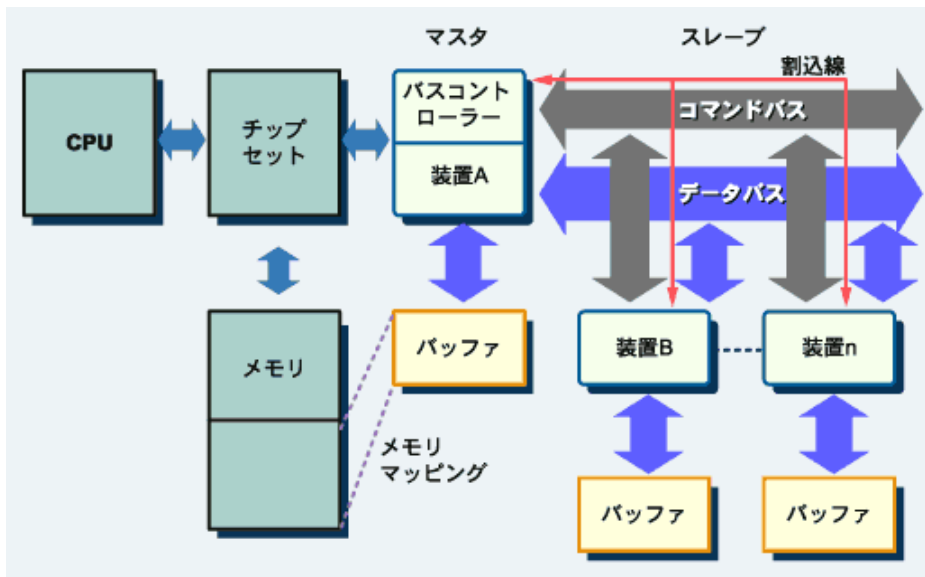 マスタ
スレーブ
割込線
CPU
チップ
セット
バスコント
ローラー
装置A
コマンドバス
データバス
メモリ
バッファ
装置B
装置n
メモリ
マッピング
バッファ
バッファ